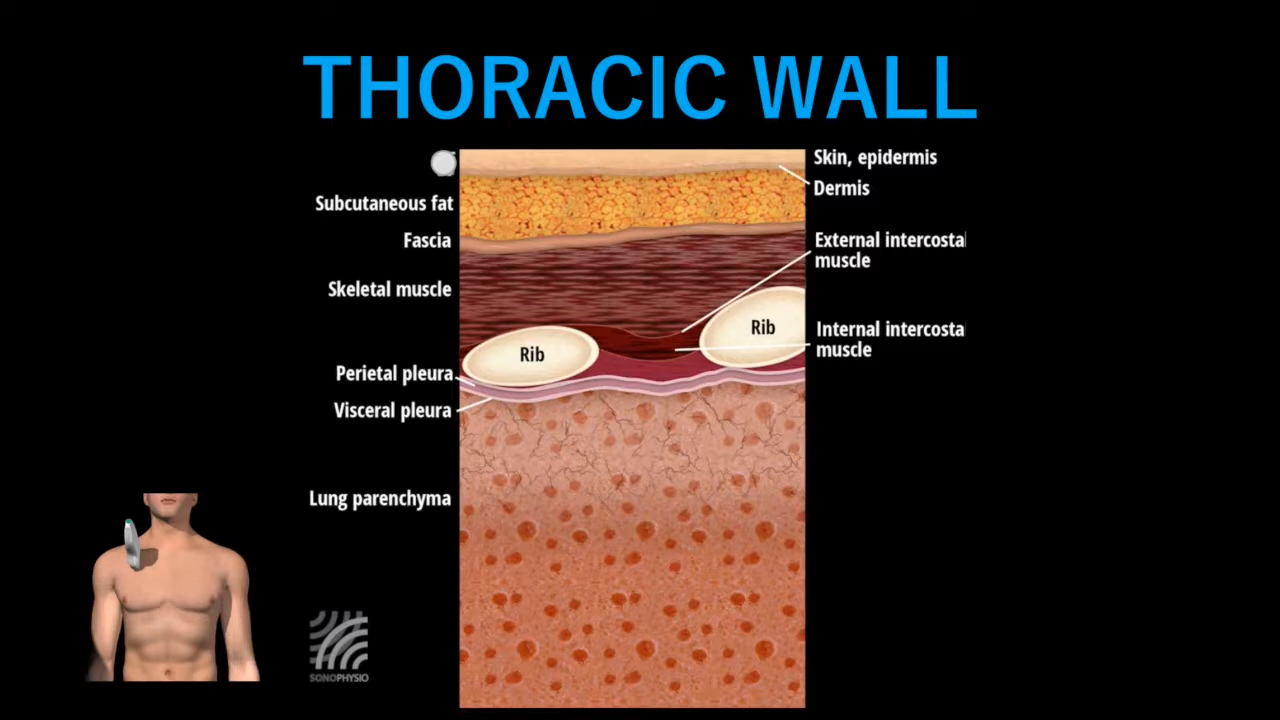 THORACIC WALL
Skin, epidermis
Dermis
Subcutaneous fat
Fascia
External intercostal
muscle
Skeletal muscle
Internal intercosta
muscle
Rib
Rib
Perietal pleura
Visceral pleura
Lung parenchyma
SONOPHYSIO